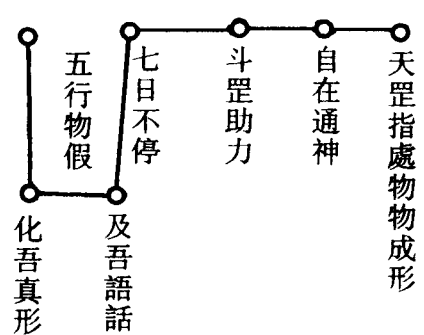 天罡指處物物成形
自在通神
斗罡助力
七日不停
及吾語話
五行物假
化吾真形